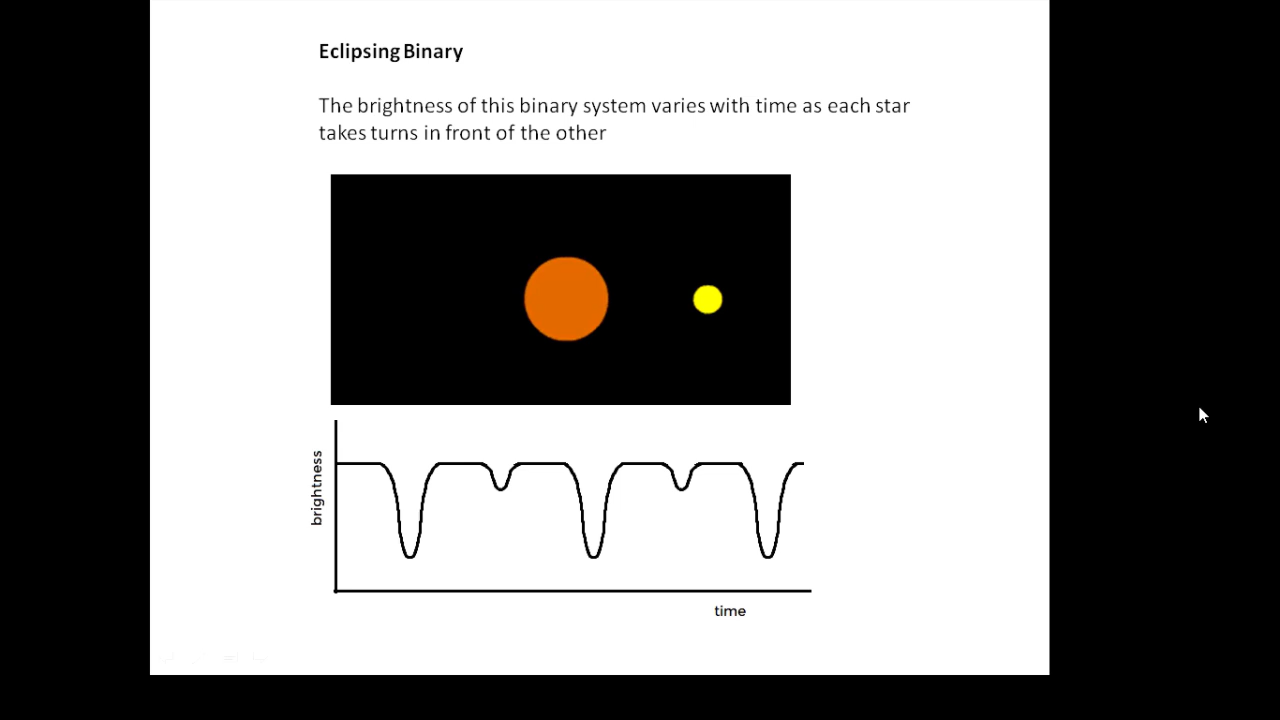 Eclipsing Binary
The brightness of this binary system varies with time as each star
takes turns in front of the other
brightness
time